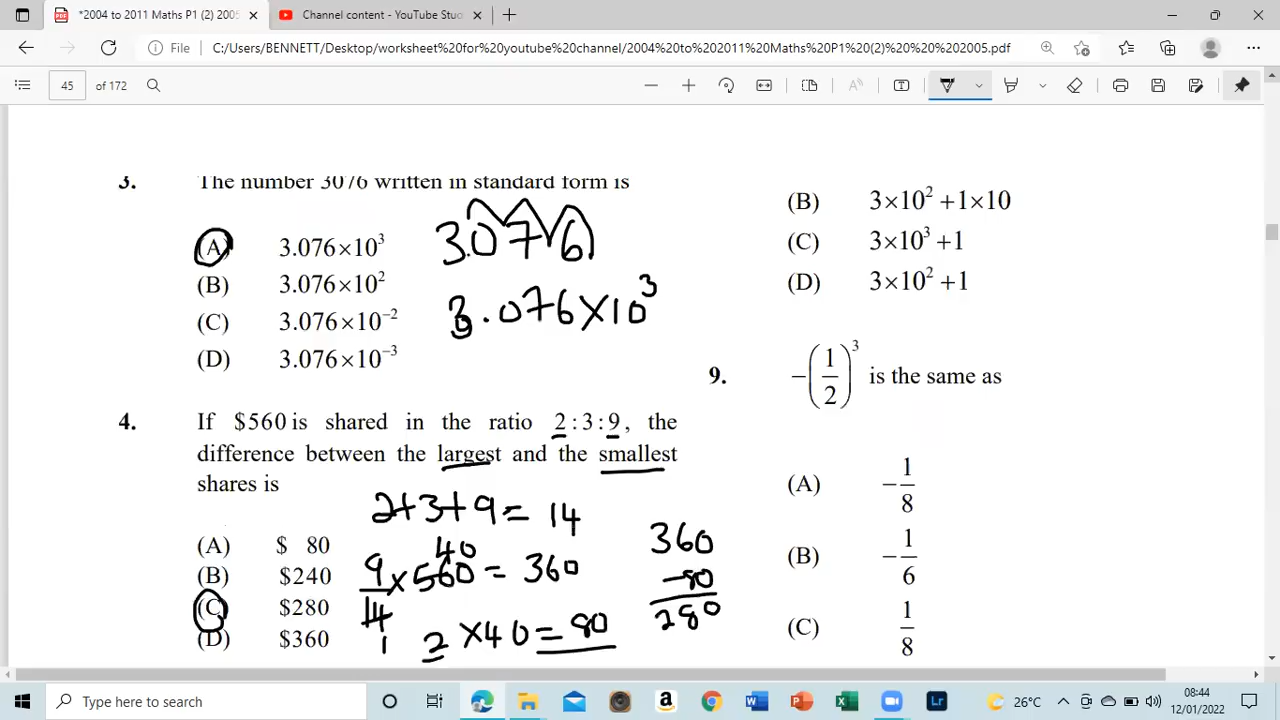 *2004 to 2011 Maths P1 (2) 2005
Channel content - YouTube Stu
File
C:/Users/BENNETT/Desktop/worksheet%20for%20youtube%20channel/2004%20to%202011%20Maths%20P1%20(2)%20%20%202005.pdf
45 of 172
3. The number 3076 written in standard form is
(A) 3.076×10³
(B) 3.076×10²
(C) 3.076×10⁻²
(D) 3.076×10⁻³
3.076.
3.076×10³
4. If $560 is shared in the ratio 2:3:9, the
difference between the largest and the smallest
shares is
2+3+9=14
(A) $ 80
(B) $240
(C) $280
(D) $360
40
9/14 × 560 = 360
1
2 ×40 = 80
360
-80
280
(B) 3×10² +1×10
(C) 3×10³ +1
(D) 3×10² +1
9. −(1/2)³ is the same as
(A) −1/8
(B) −1/6
(C) 1/8
Type here to search
26°C
08:44
12/01/2022